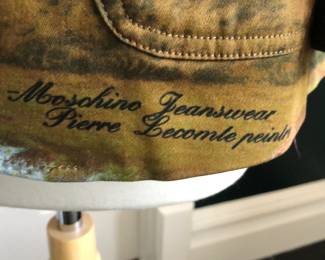 -Moschino Jeanswear
Pierre Lecomte peintre